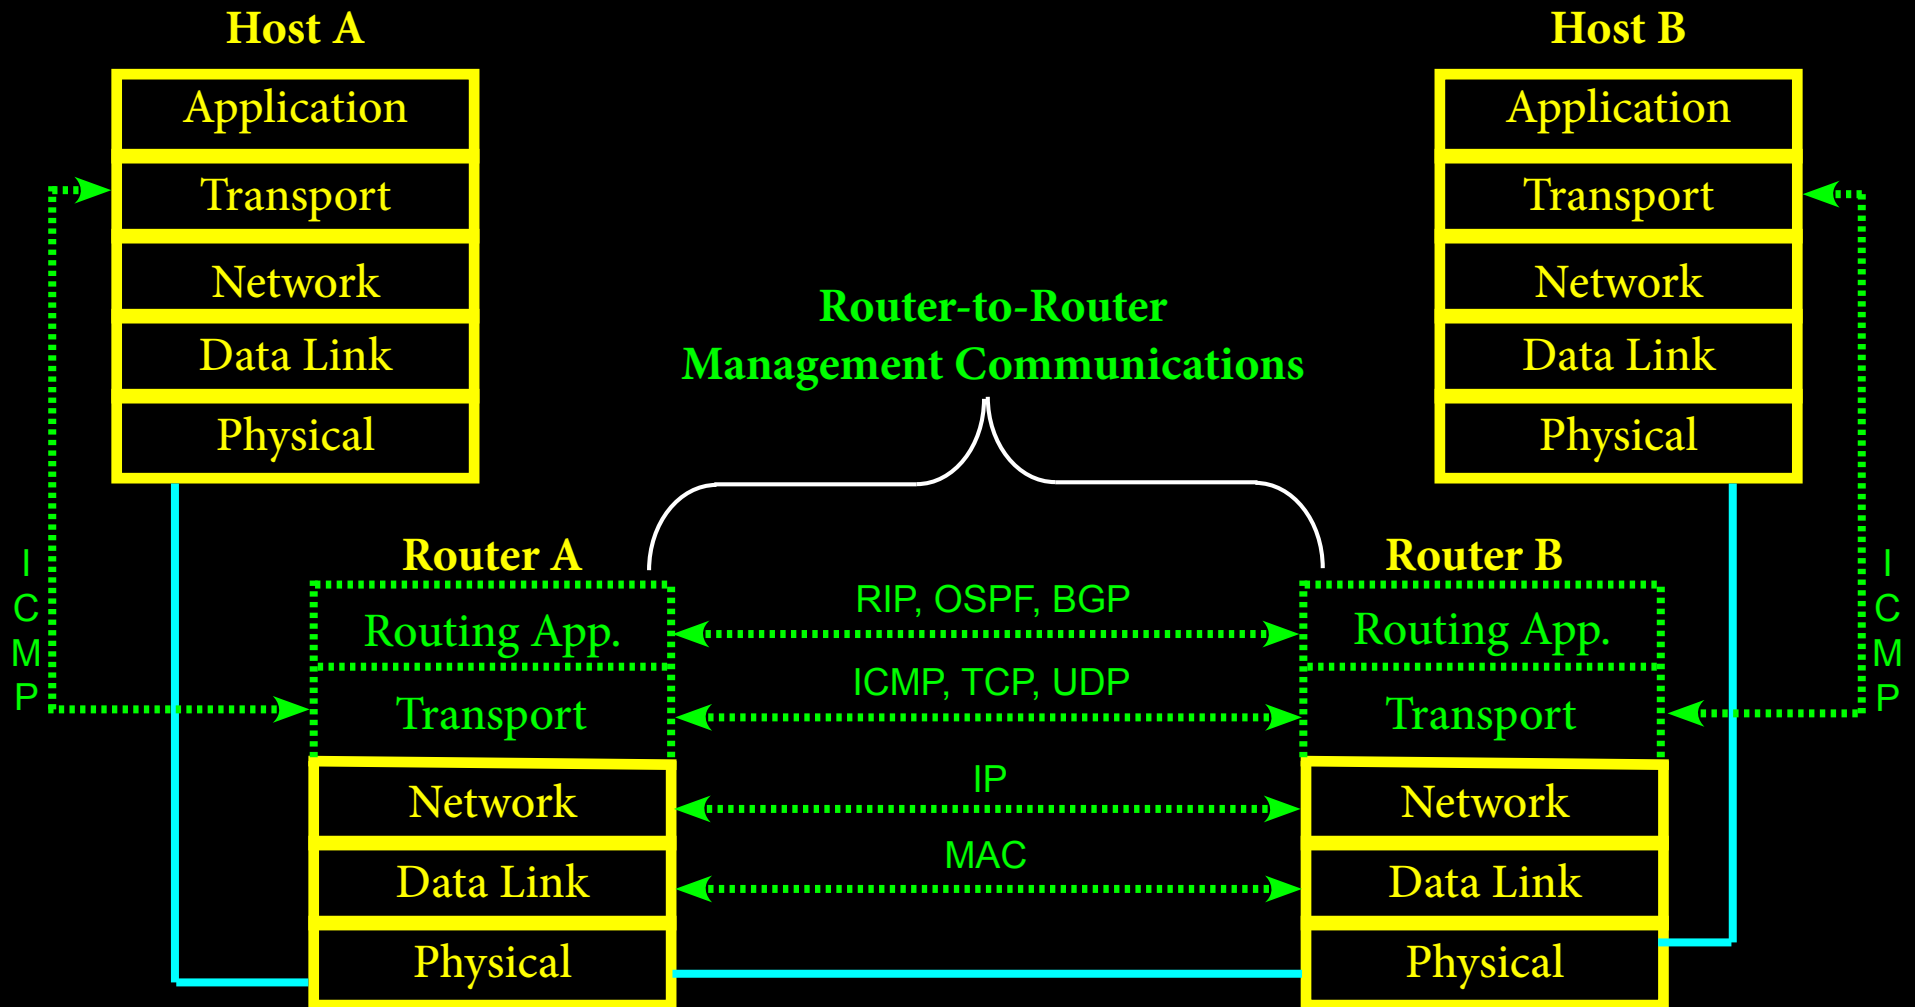 Host A
Application
Transport
Network
Data Link
Physical
Host B
Application
Transport
Network
Data Link
Physical
Router-to-Router
Management Communications
I
C
M
P
Router A
Routing App.
Transport
Network
Data Link
Physical
RIP, OSPF, BGP
ICMP, TCP, UDP
IP
MAC
Router B
Routing App.
Transport
Network
Data Link
Physical
I
C
M
P